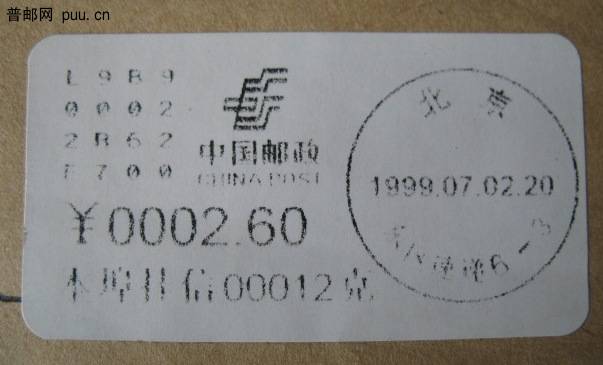 普邮网 puu.cn
L 9 B 9
0 0 0 2
2 B 6 2
F 7 0 0
中国邮政
CHINA POST
¥0002.60
本埠挂信00012克
北京
1999.07.02.20
6-3